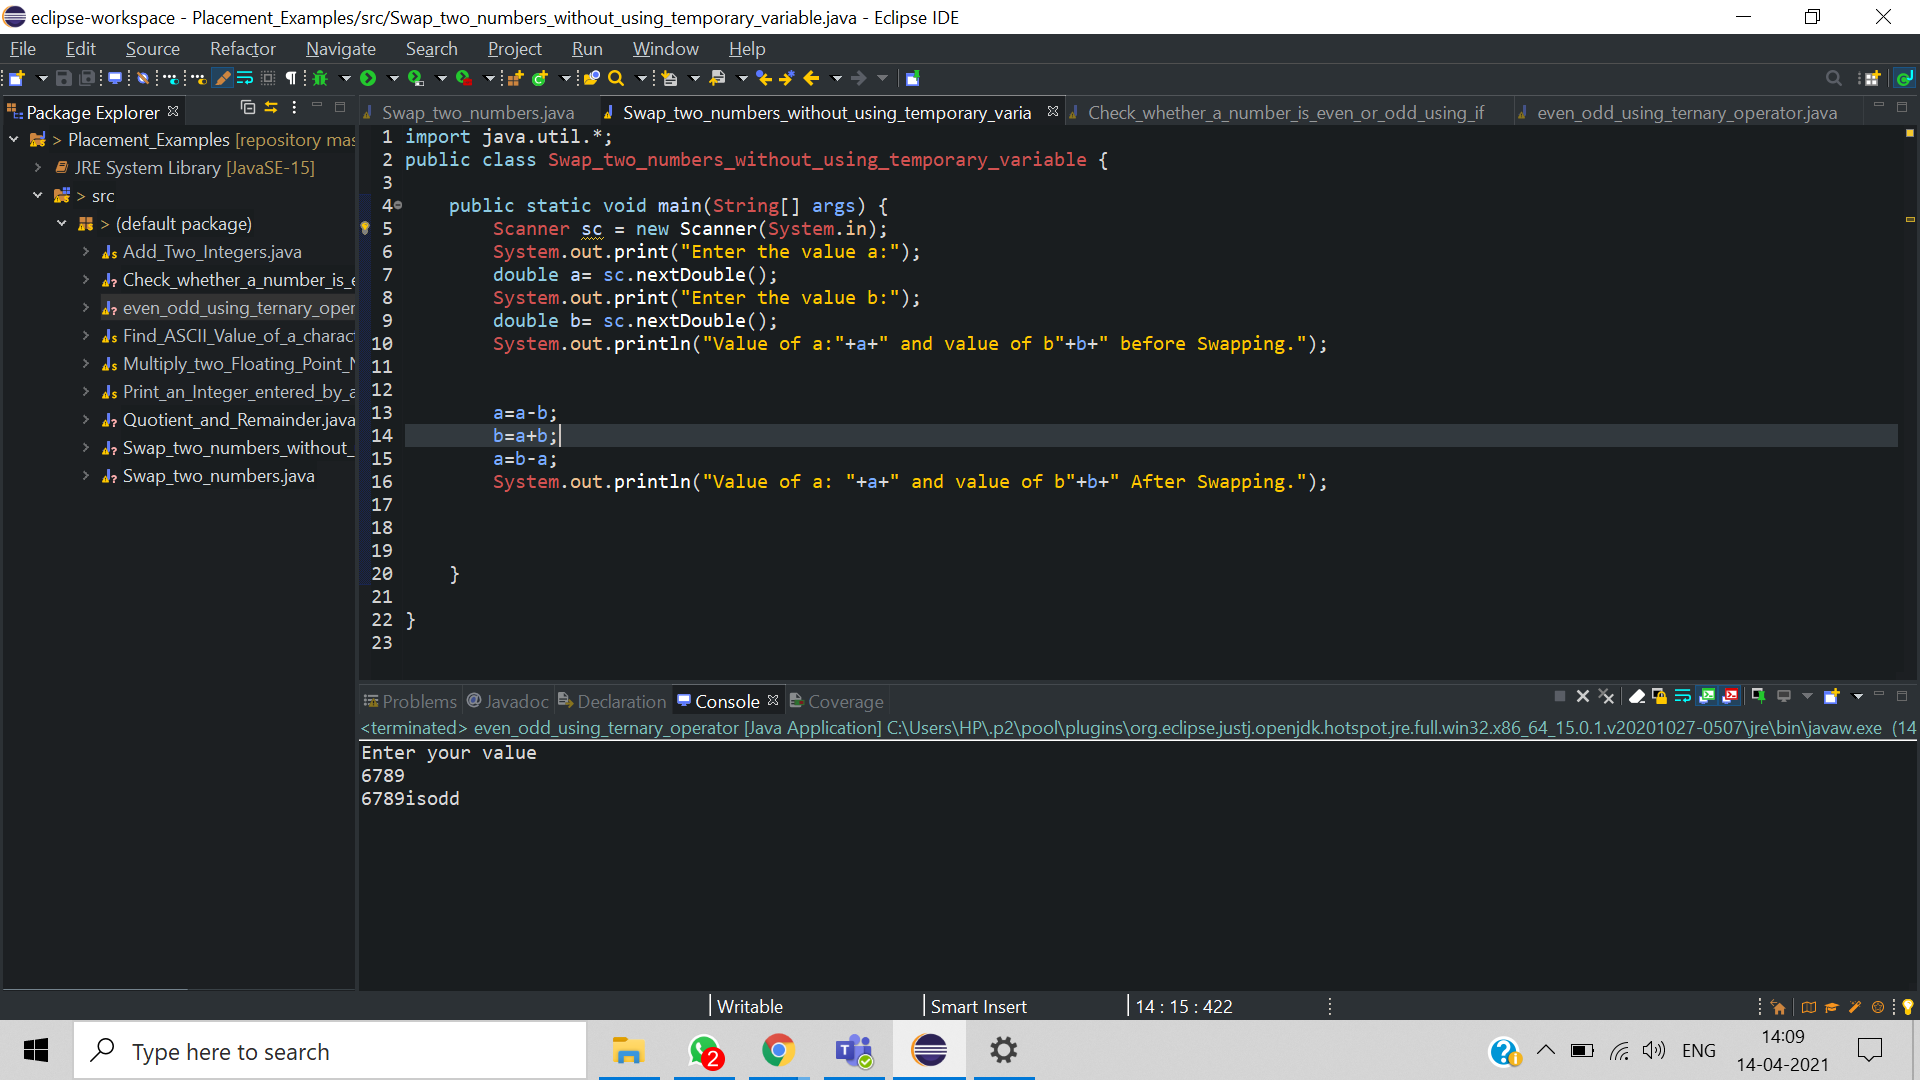 eclipse-workspace - Placement_Examples/src/Swap_two_numbers_without_using_temporary_variable.java - Eclipse IDE
File Edit Source Refactor Navigate Search Project Run Window Help
Package Explorer
Swap_two_numbers.java Swap_two_numbers_without_using_temporary_varia Check_whether_a_number_is_even_or_odd_using_if even_odd_using_ternary_operator.java
> Placement_Examples [repository mas
JRE System Library [JavaSE-15]
> src
> (default package)
Add_Two_Integers.java
Check_whether_a_number_is_e
even_odd_using_ternary_oper
Find_ASCII_Value_of_a_charac
Multiply_two_Floating_Point_N
Print_an_Integer_entered_by_a
Quotient_and_Remainder.java
Swap_two_numbers_without_
Swap_two_numbers.java
1 import java.util.*;
2 public class Swap_two_numbers_without_using_temporary_variable {
3
4 public static void main(String[] args) {
5 Scanner sc = new Scanner(System.in);
6 System.out.print("Enter the value a:");
7 double a= sc.nextDouble();
8 System.out.print("Enter the value b:");
9 double b= sc.nextDouble();
10 System.out.println("Value of a:"+a+" and value of b"+b+" before Swapping.");
11
12
13 a=a-b;
14 b=a+b;
15 a=b-a;
16 System.out.println("Value of a: "+a+" and value of b"+b+" After Swapping.");
17
18
19
20 }
21
22 }
23
Problems Javadoc Declaration Console Coverage
<terminated> even_odd_using_ternary_operator [Java Application] C:\Users\HP\.p2\pool\plugins\org.eclipse.justj.openjdk.hotspot.jre.full.win32.x86_64_15.0.1.v20201027-0507\jre\bin\javaw.exe (14
Enter your value
6789
6789isodd
Writable Smart Insert 14 : 15 : 422
Type here to search
2
ENG
14:09
14-04-2021